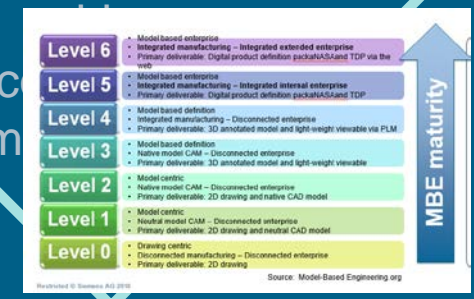 Level 6
• Model based enterprise
• Integrated manufacturing – Integrated extended enterprise
• Primary deliverable: Digital product definition packaNASAand TDP via the
web
Level 5
• Model based enterprise
• Integrated manufacturing – Integrated internal enterprise
• Primary deliverable: Digital product definition packaNASAand TDP
Level 4
• Model based definition
• Integrated manufacturing – Disconnected enterprise
• Primary deliverable: 3D annotated model and light-weight viewable via PLM
Level 3
• Model based definition
• Native model CAM – Disconnected enterprise
• Primary deliverable: 3D annotated model and light-weight viewable
Level 2
• Model centric
• Native model CAM – Disconnected enterprise
• Primary deliverable: 2D drawing and native CAD model
Level 1
• Model centric
• Neutral model CAM – Disconnected enterprise
• Primary deliverable: 2D drawing and neutral CAD model
Level 0
• Drawing centric
• Disconnected manufacturing – Disconnected enterprise
• Primary deliverable: 2D drawing
MBE maturity
Source: Model-Based Engineering.org
Restricted © Siemens AG 2018